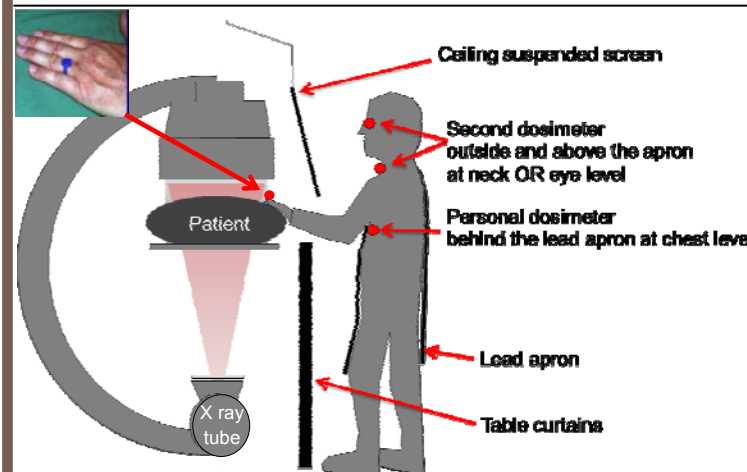 Ceiling suspended screen
Second dosimeter
outside and above the apron
at neck OR eye level
Patient
Personal dosimeter
behind the lead apron at chest leve
Lead apron
X ray
tube
Table curtains